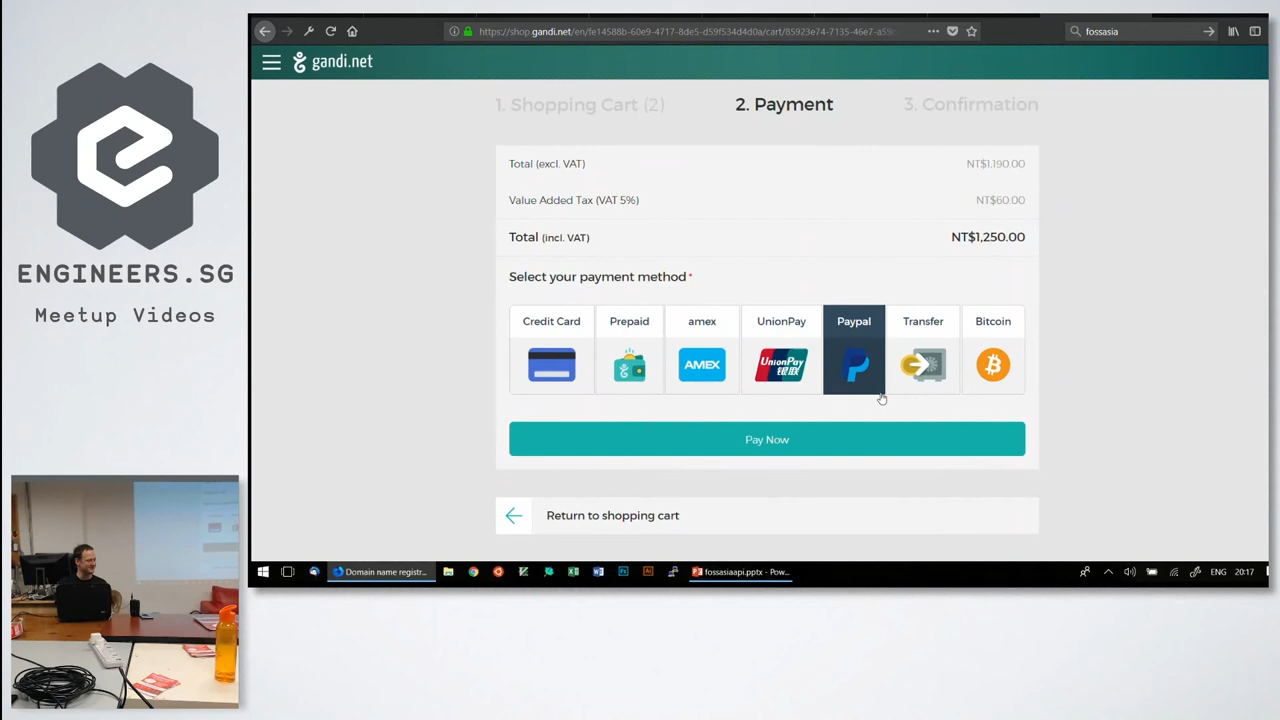 ENGINEERS.SG
Meetup Videos
https://shop.gandi.net/en/fe14588b-60e9-4717-8de5-d59f534d4d0a/cart/85923e74-7135-46e7-a59
fossasia
gandi.net
1. Shopping Cart (2)
2. Payment
3. Confirmation
Total (excl. VAT) NT$1,190.00
Value Added Tax (VAT 5%) NT$60.00
Total (incl. VAT) NT$1,250.00
Select your payment method *
Credit Card
Prepaid
amex
UnionPay
Paypal
Transfer
Bitcoin
AMEX
UnionPay
银联
Pay Now
Return to shopping cart
Domain name registr...
fossasiaapi.pptx - Pow...
ENG
20:17